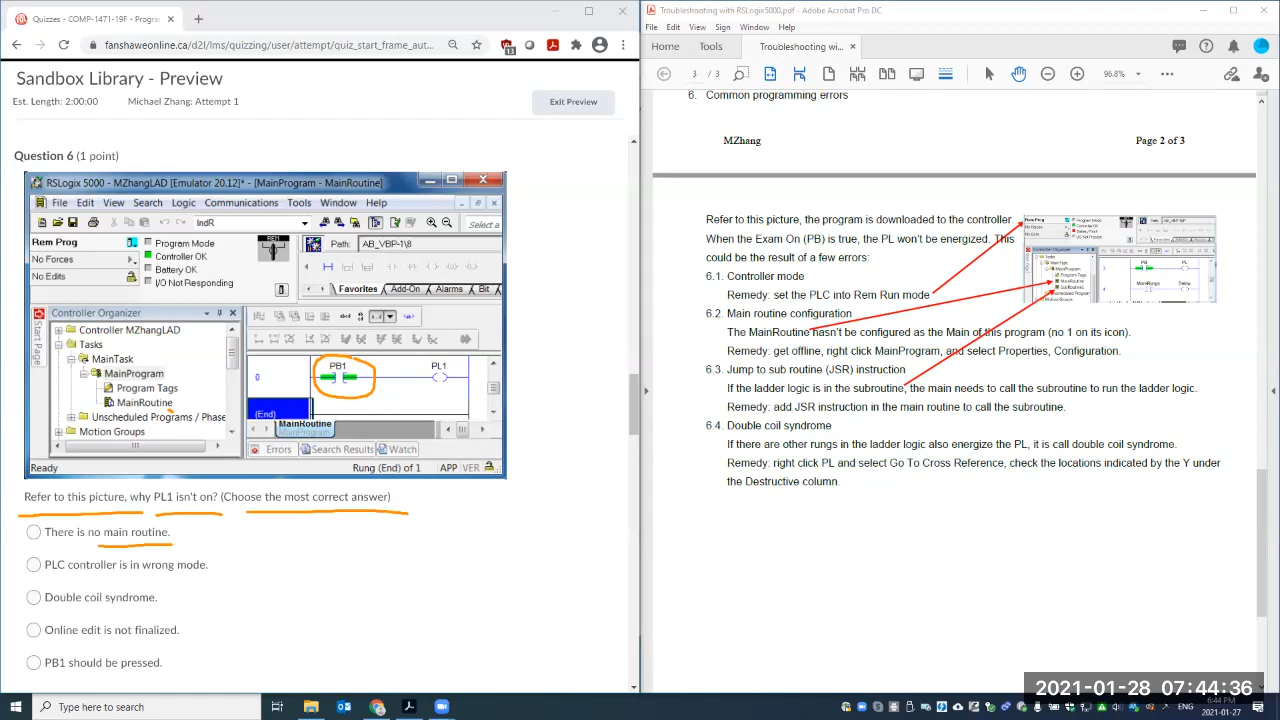 Quizzes - COMP-1471-19F - Progra
fanshaweonline.ca/d2l/lms/quizzing/user/attempt/quiz_start_frame_aut...
13
Sandbox Library - Preview
Est. Length: 2:00:00 Michael Zhang: Attempt 1
Exit Preview
Question 6 (1 point)
RSLogix 5000 - MZhangLAD [Emulator 20.12]* - [MainProgram - MainRoutine]
File Edit View Search Logic Communications Tools Window Help
IndR
Select a
Rem Prog
No Forces
No Edits
Program Mode
Controller OK
Battery OK
I/O Not Responding
REM
Path: AB_VBP-1\8
Favorites Add-On Alarms Bit
Start Page
Controller Organizer
Controller MZhangLAD
Tasks
MainTask
MainProgram
Program Tags
MainRoutine
Unscheduled Programs / Phase
Motion Groups
PB1
PL1
0
(End)
MainRoutine
MainProgram
Errors Search Results Watch
Ready Rung (End) of 1 APP VER
Refer to this picture, why PL1 isn't on? (Choose the most correct answer)
There is no main routine.
PLC controller is in wrong mode.
Double coil syndrome.
Online edit is not finalized.
PB1 should be pressed.
Troubleshooting with RSLogix5000.pdf - Adobe Acrobat Pro DC
File Edit View Sign Window Help
Home Tools Troubleshooting wi...
3 / 3
96.8%
6. Common programming errors
MZhang Page 2 of 3
Refer to this picture, the program is downloaded to the controller.
When the Exam On (PB) is true, the PL won't be energized. This
could be the result of a few errors:
6.1. Controller mode
Remedy: set the PLC into Rem Run mode
6.2. Main routine configuration
The MainRoutine hasn't be configured as the Main of this program (no 1 on its icon).
Remedy: get offline, right click MainProgram, and select Properies, Configuration.
6.3. Jump to sub routine (JSR) instruction
If the ladder logic is in the subroutine, the main needs to call the subroutine to run the ladder logic.
Remedy: add JSR instruction in the main routine to call the subroutine.
6.4. Double coil syndrome
If there are other rungs in the ladder logic also energize the PL, it is call double coil syndrome.
Remedy: right click PL and select Go To Cross Reference, check the locations indicated by the Y under
the Destructive column.
Type here to search
ENG
6:44 PM
2021-01-27
2021-01-28 07:44:36